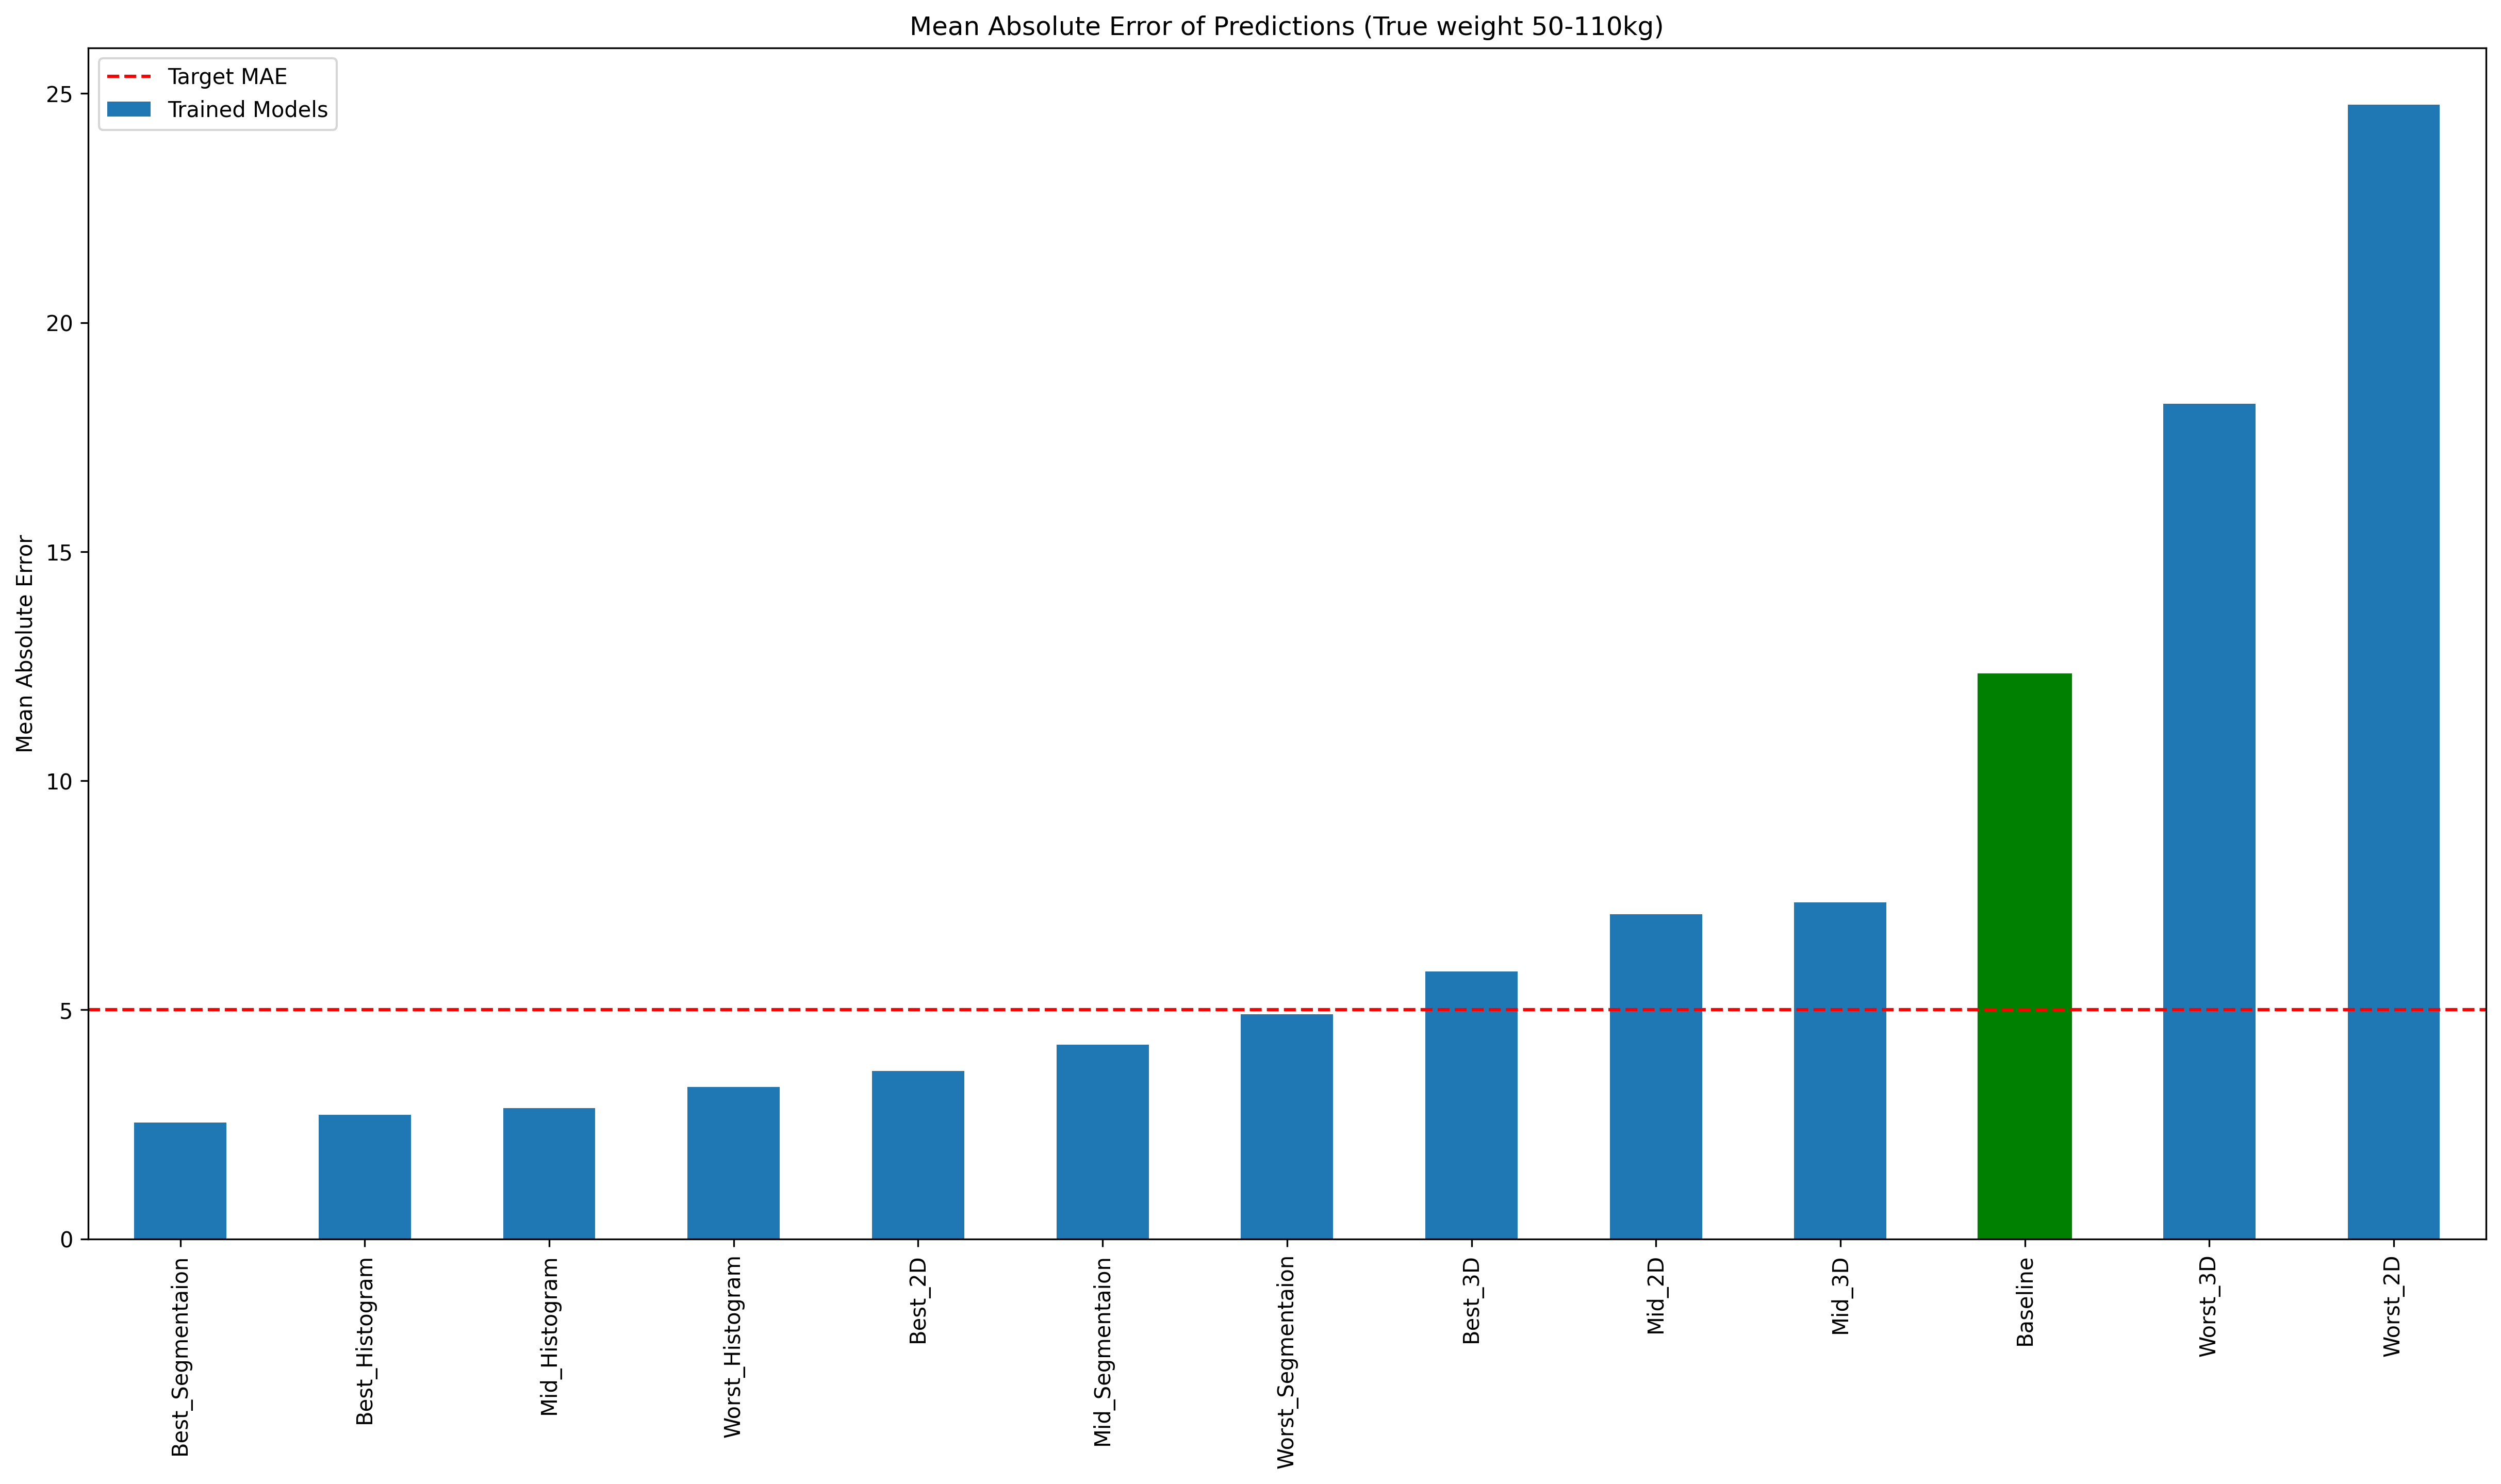 Mean Absolute Error of Predictions (True weight 50-110kg)
Target MAE
Trained Models
Mean Absolute Error
25
20
15
10
5
0
Best_Segmentaion
Best_Histogram
Mid_Histogram
Worst_Histogram
Best_2D
Mid_Segmentaion
Worst_Segmentaion
Best_3D
Mid_2D
Mid_3D
Baseline
Worst_3D
Worst_2D